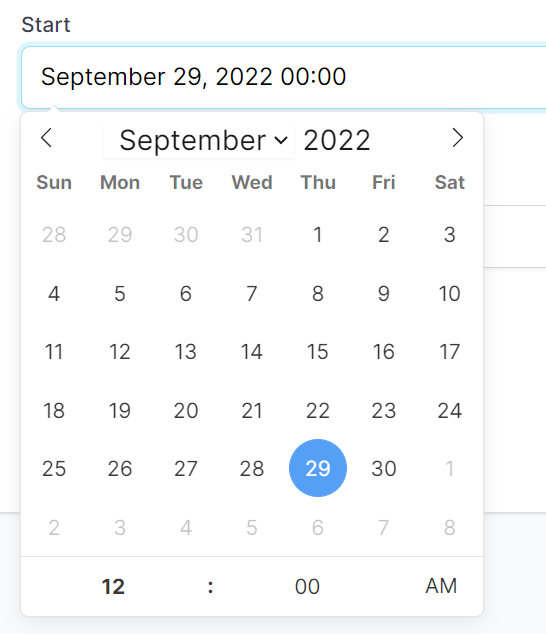 Start
September 29, 2022 00:00
September 2022
Sun Mon Tue Wed Thu Fri Sat
28 29 30 31 1 2 3
4 5 6 7 8 9 10
11 12 13 14 15 16 17
18 19 20 21 22 23 24
25 26 27 28 29 30 1
2 3 4 5 6 7 8
12 : 00 AM